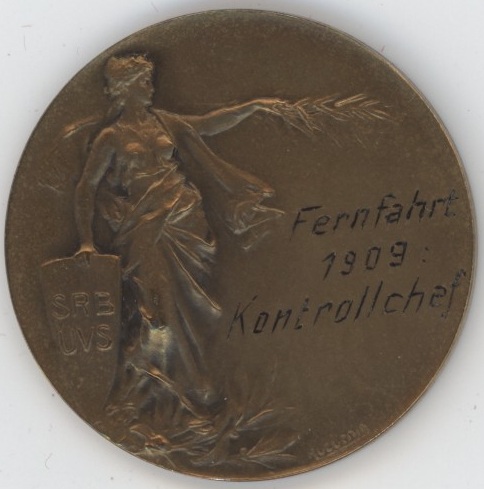 Fernfahrt
1909:
Kontrollchef
SRB
UVS